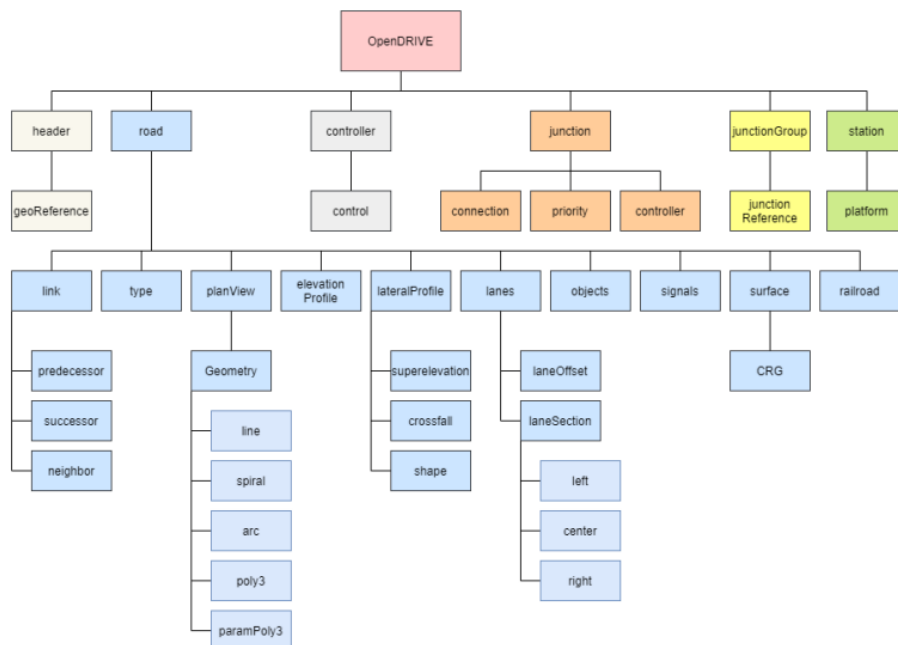 OpenDRIVE
header
road
controller
junction
junctionGroup
station
geoReference
control
connection
priority
controller
junction
Reference
platform
link
type
planView
elevation
Profile
lateralProfile
lanes
objects
signals
surface
railroad
predecessor
Geometry
superelevation
laneOffset
CRG
successor
line
crossfall
laneSection
neighbor
spiral
shape
left
arc
center
poly3
right
paramPoly3